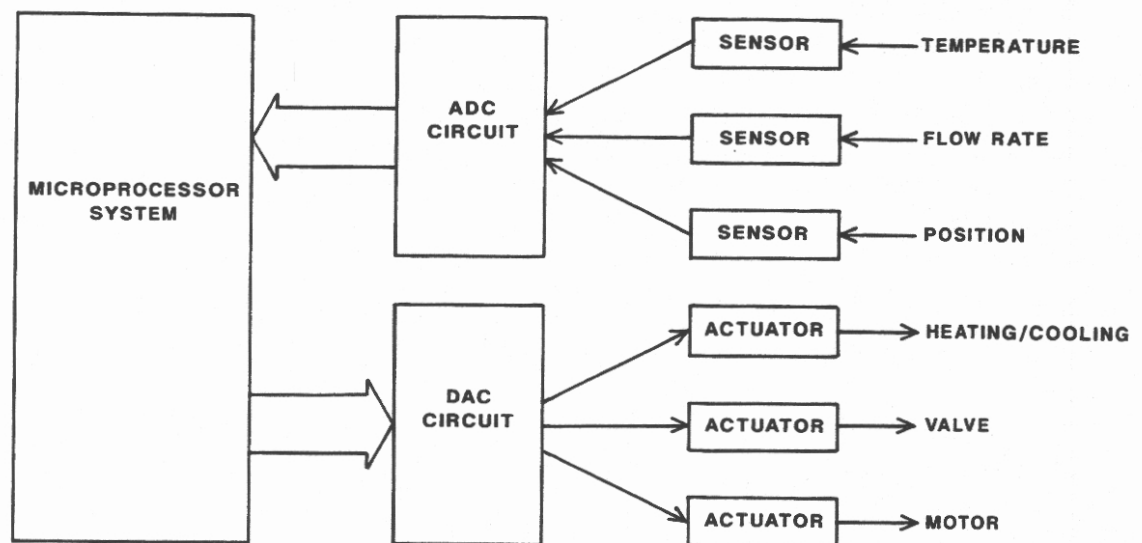 MICROPROCESSOR
SYSTEM
ADC
CIRCUIT
SENSOR
TEMPERATURE
SENSOR
FLOW RATE
SENSOR
POSITION
DAC
CIRCUIT
ACTUATOR
HEATING/COOLING
ACTUATOR
VALVE
ACTUATOR
MOTOR